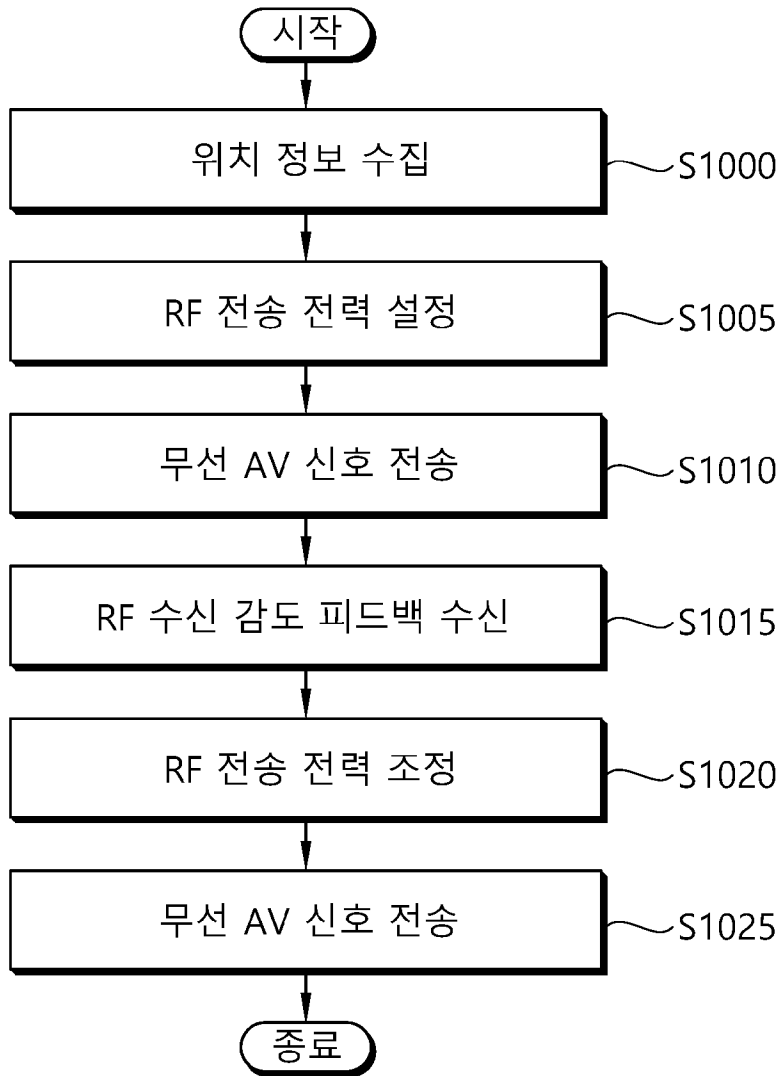 시작
위치 정보 수집
S1000
RF 전송 전력 설정
S1005
무선 AV 신호 전송
S1010
RF 수신 감도 피드백 수신
S1015
RF 전송 전력 조정
S1020
무선 AV 신호 전송
S1025
종료